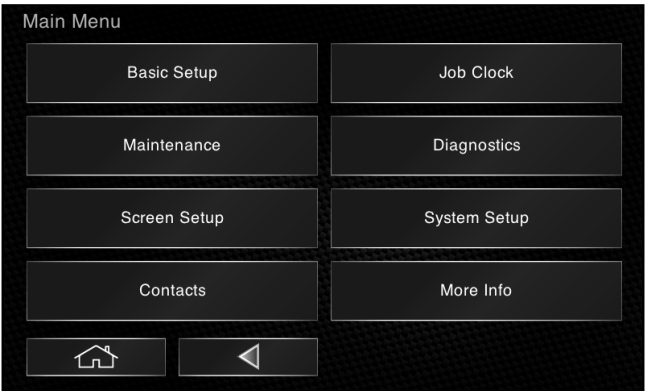 Main Menu
Basic Setup
Job Clock
Maintenance
Diagnostics
Screen Setup
System Setup
Contacts
More Info